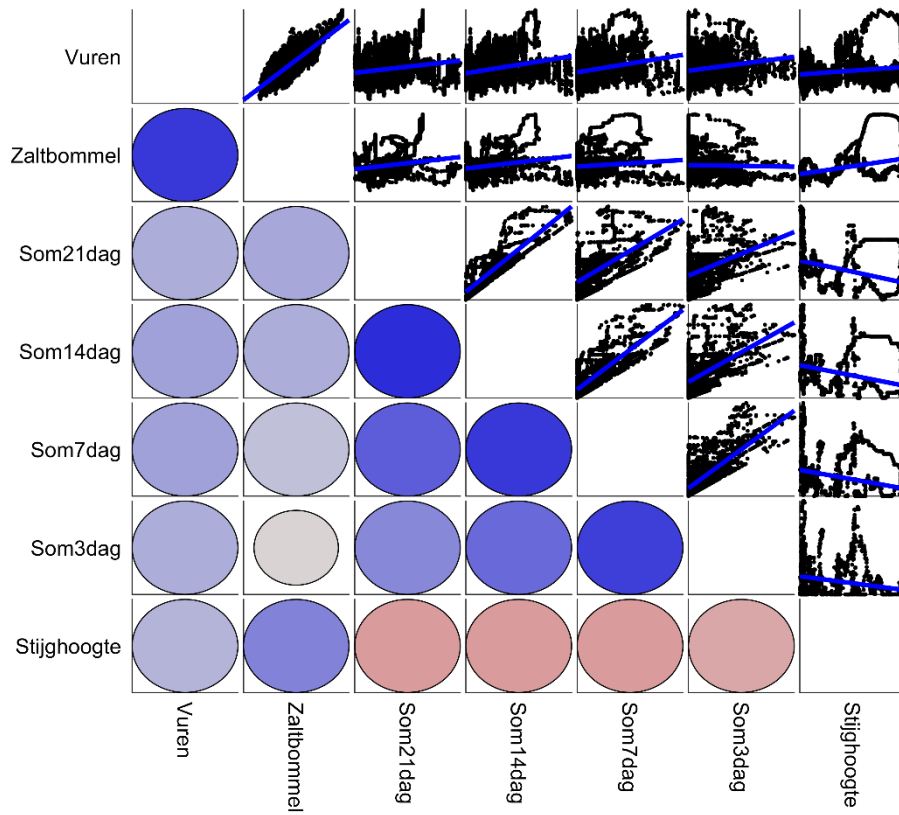 Vuren
Zaltbommel
Som21dag
Som14dag
Som7dag
Som3dag
Stijghoogte
Vuren
Zaltbommel
Som21dag
Som14dag
Som7dag
Som3dag
Stijghoogte